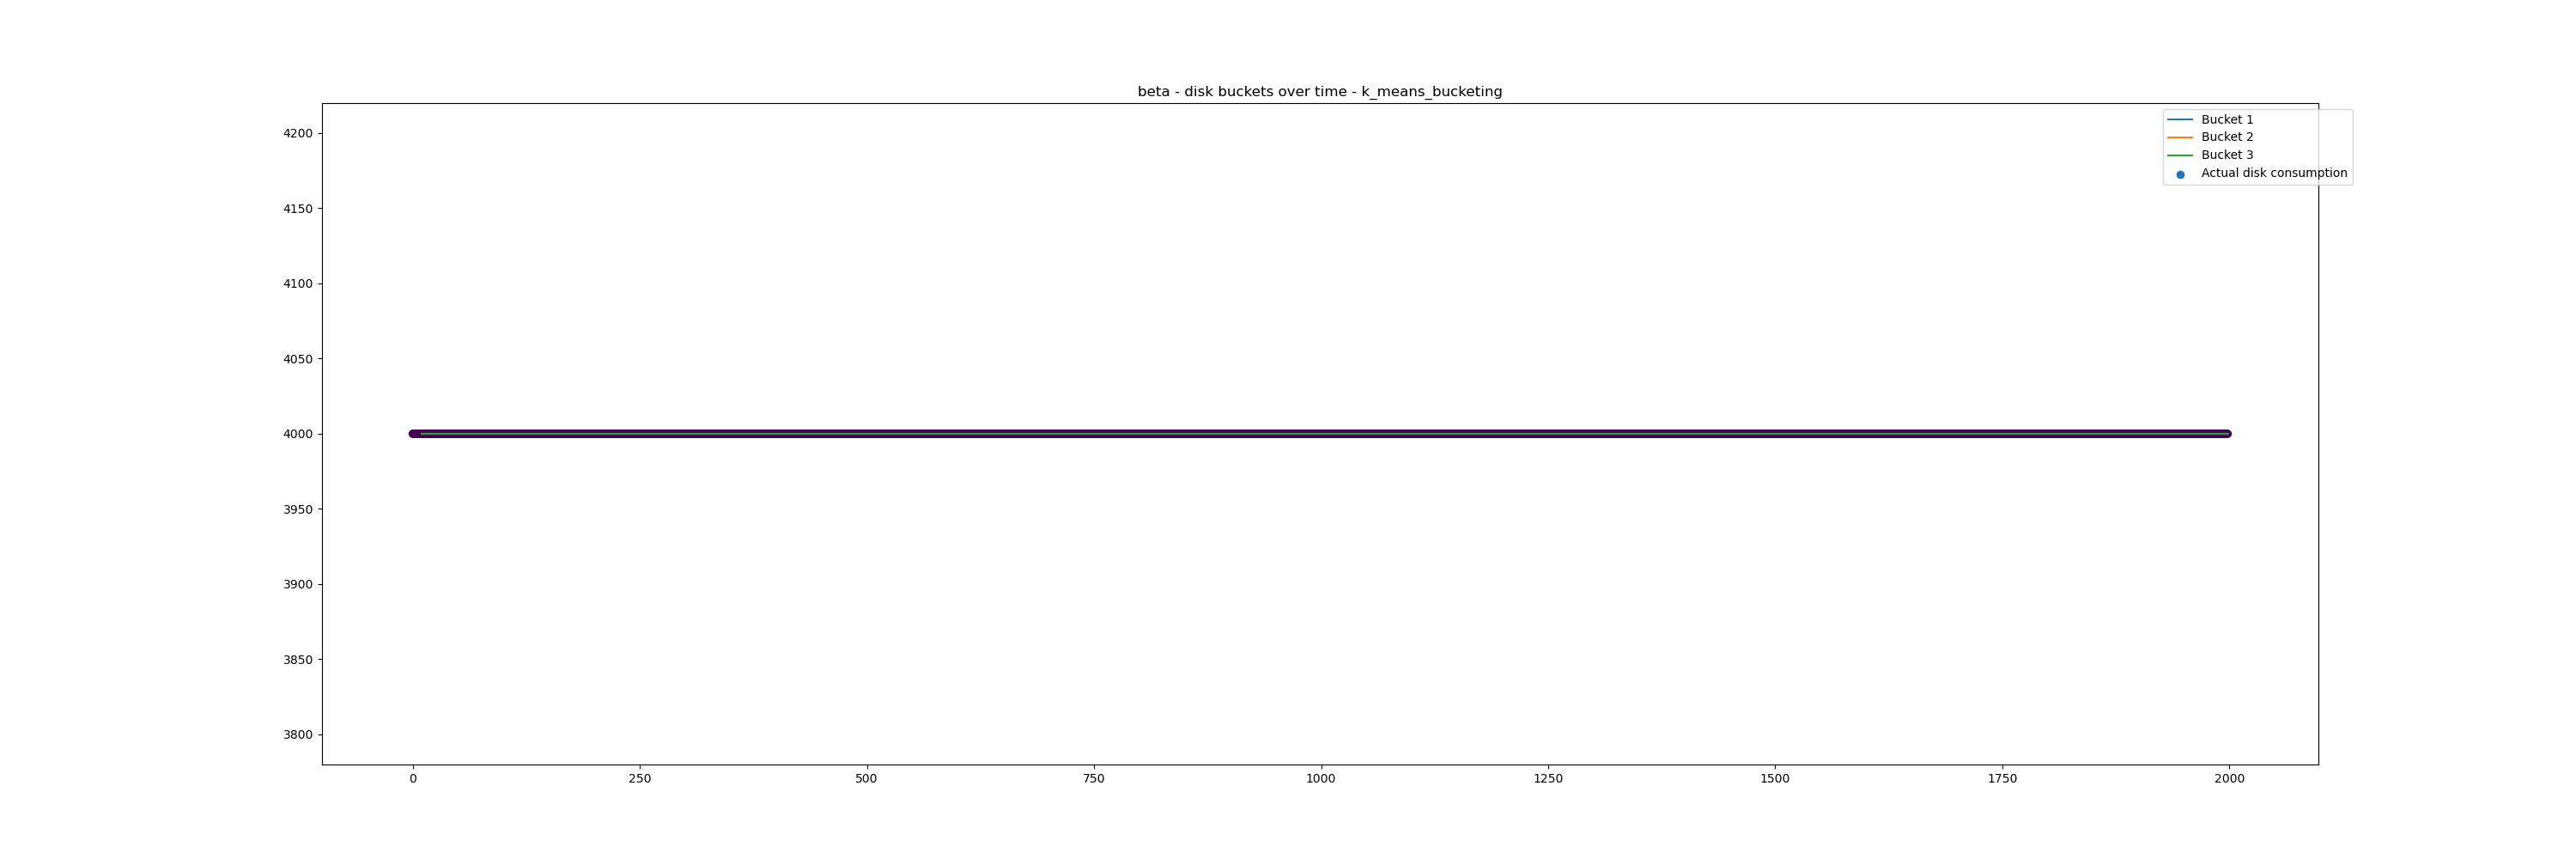 beta - disk buckets over time - k_means_bucketing
Bucket 1
Bucket 2
Bucket 3
Actual disk consumption
4200
4150
4100
4050
4000
3950
3900
3850
3800
0 250 500 750 1000 1250 1500 1750 2000